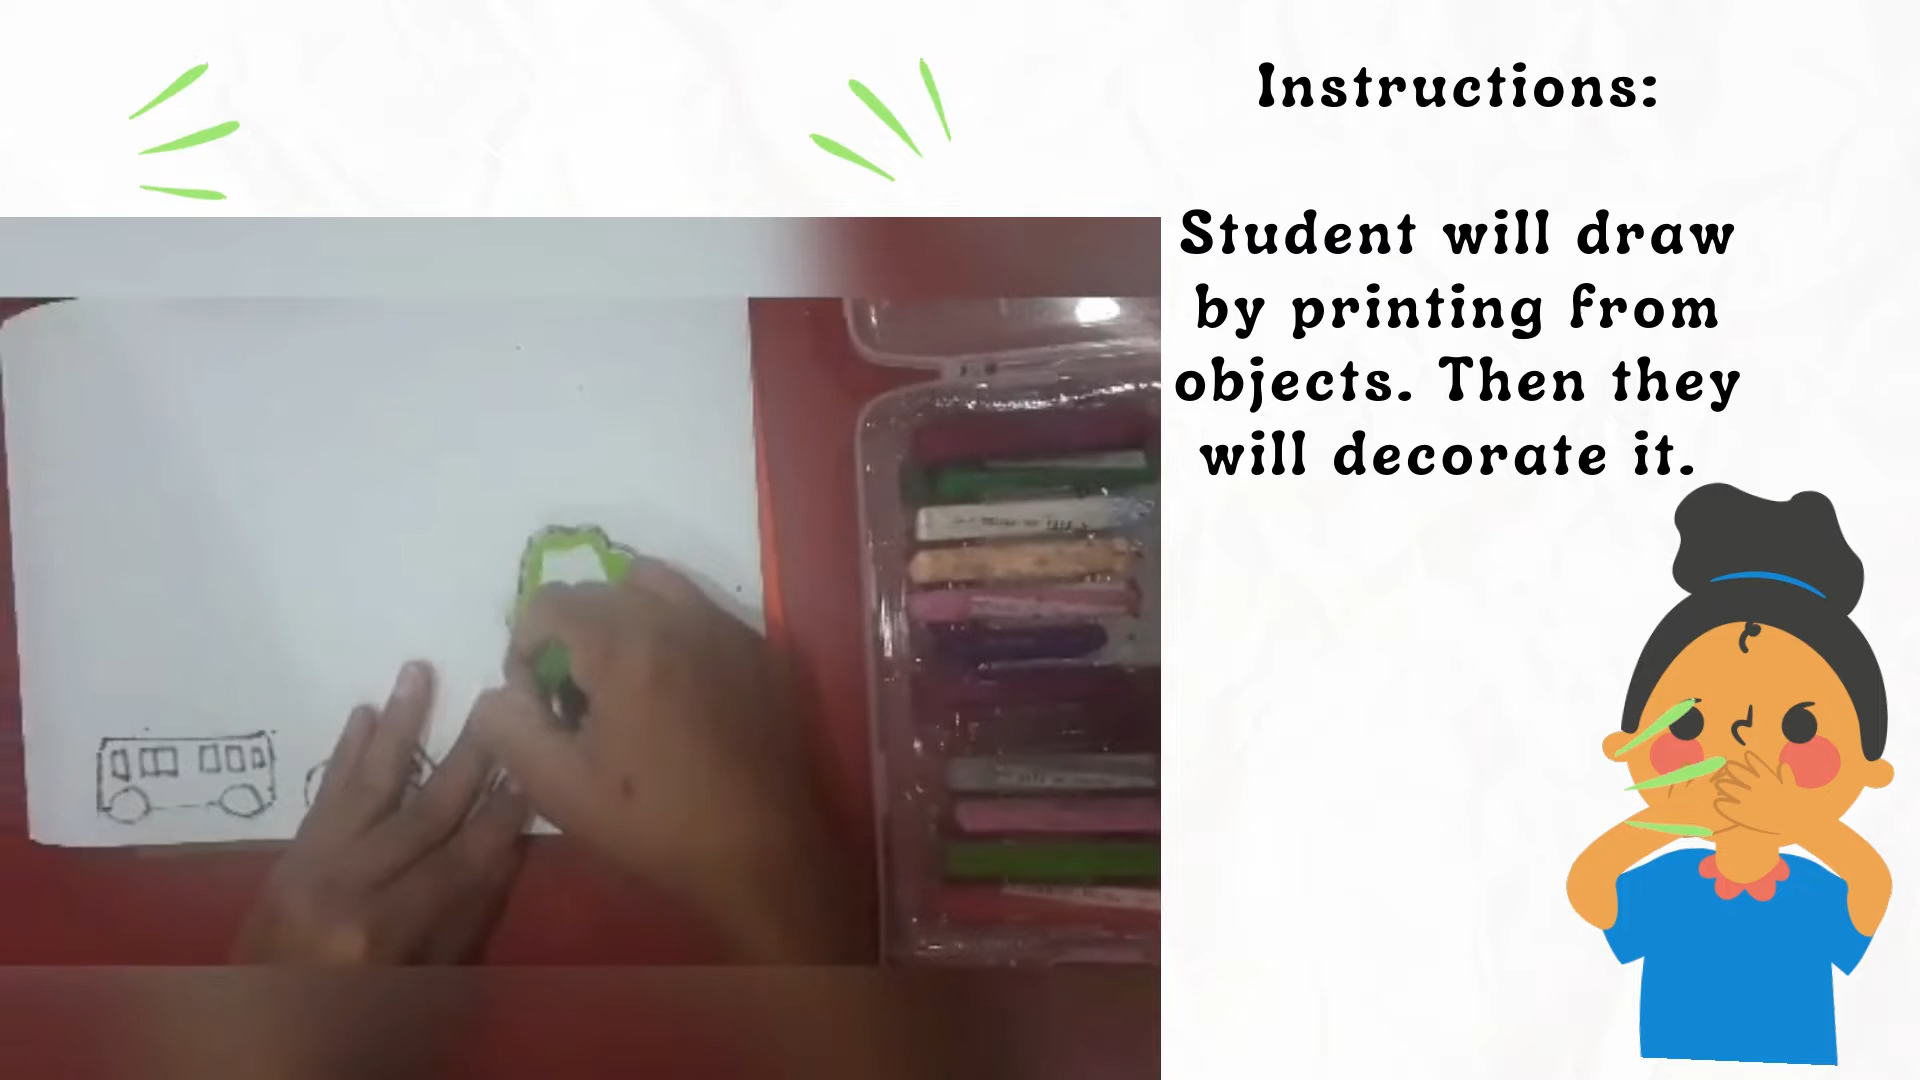 Instructions:
Student will draw
by printing from
objects. Then they
will decorate it.